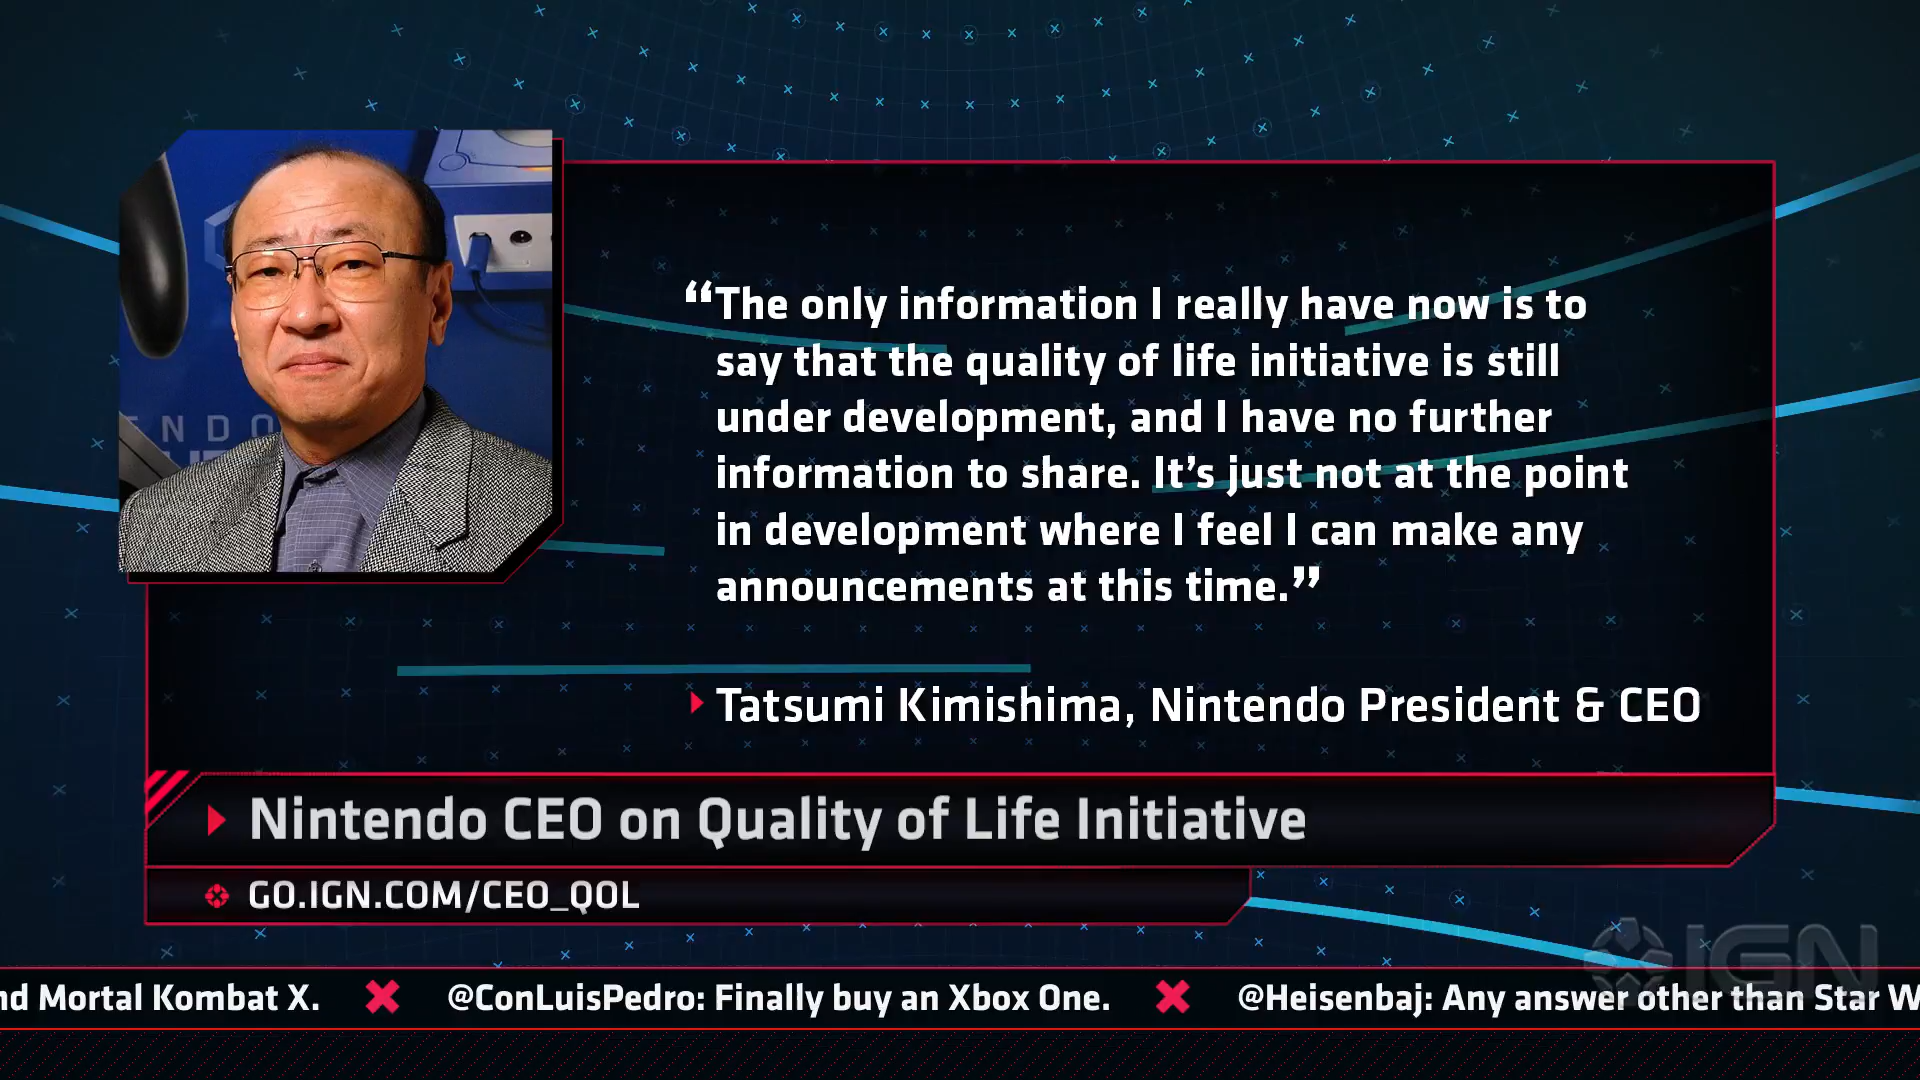 ENDO
“The only information I really have now is to
say that the quality of life initiative is still
under development, and I have no further
information to share. It’s just not at the point
in development where I feel I can make any
announcements at this time.”
Tatsumi Kimishima, Nintendo President & CEO
Nintendo CEO on Quality of Life Initiative
GO.IGN.COM/CEO_QOL
IGN
nd Mortal Kombat X. @ConLuisPedro: Finally buy an Xbox One. @Heisenbaj: Any answer other than Star W